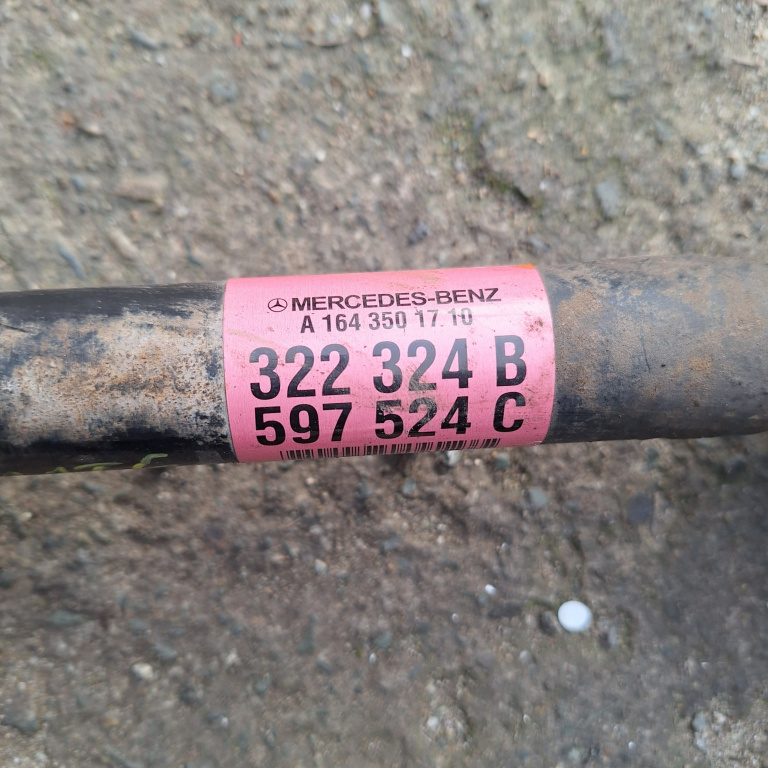 MERCEDES-BENZ
A 164 350 17 10
322 324 B
597 524 C